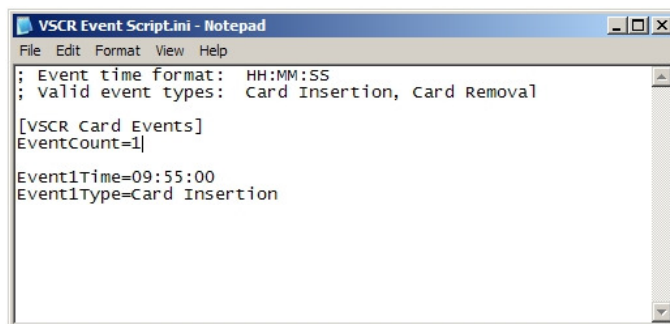 VSCR Event Script.ini - Notepad
File Edit Format View Help
; Event time format:  HH:MM:SS
; Valid event types:  Card Insertion, Card Removal
[VSCR Card Events]
EventCount=1
Event1Time=09:55:00
Event1Type=Card Insertion